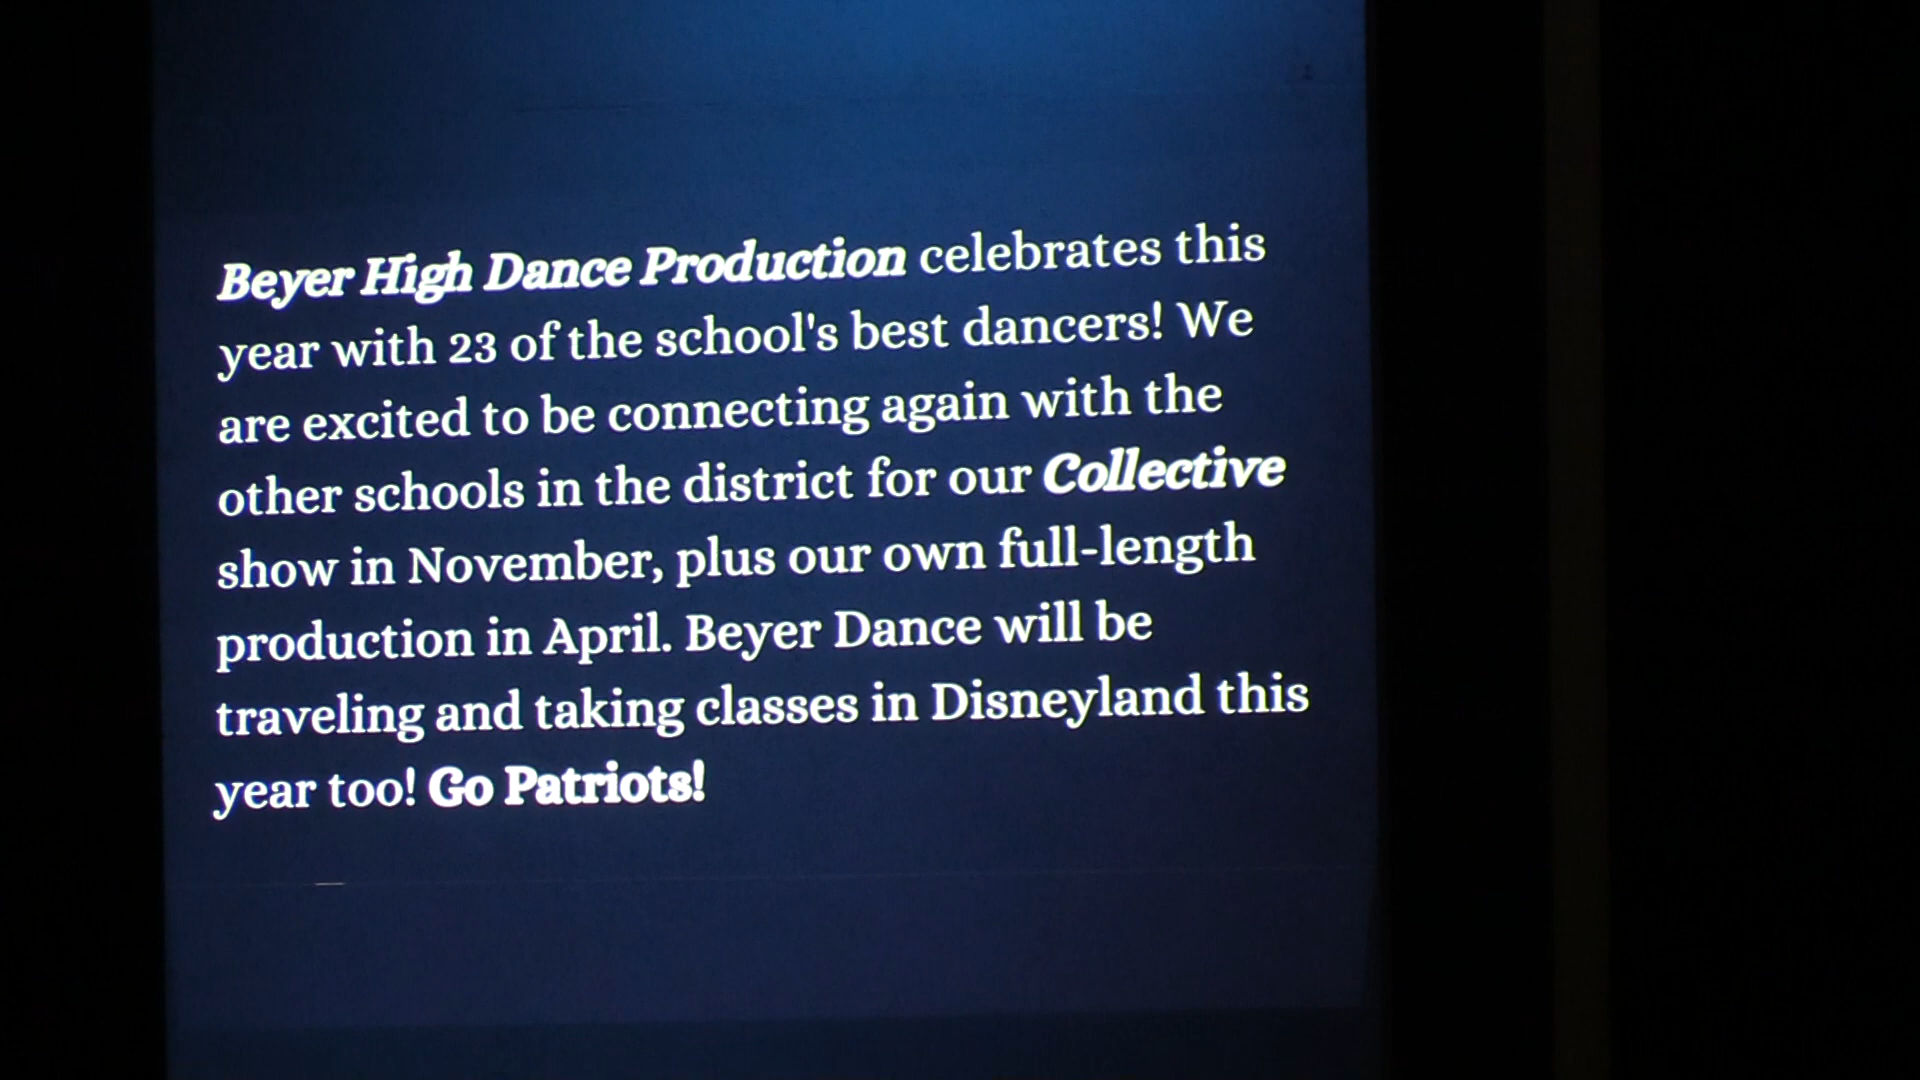 Beyer High Dance Production celebrates this
year with 23 of the school's best dancers! We
are excited to be connecting again with the
other schools in the district for our Collective
show in November, plus our own full-length
production in April. Beyer Dance will be
traveling and taking classes in Disneyland this
year too! Go Patriots!